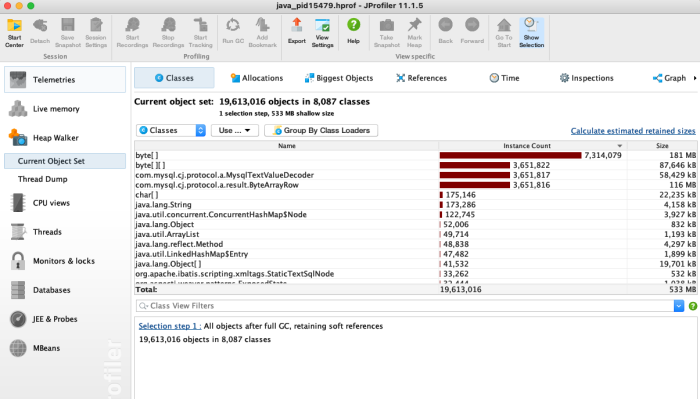 java_pid15479.hprof – JProfiler 11.1.5
Start Center
Detach
Save Snapshot
Session Settings
Start Recordings
Stop Recordings
Start Tracking
Run GC
Add Bookmark
Export
View Settings
Help
Take Snapshot
Mark Heap
Back
Forward
Go To Start
Show Selection
Session
Profiling
View specific
Telemetries
Live memory
Heap Walker
Current Object Set
Thread Dump
CPU views
Threads
Monitors & locks
Databases
JEE & Probes
MBeans
Classes
Allocations
Biggest Objects
References
Time
Inspections
Graph
Current object set: 19,613,016 objects in 8,087 classes
1 selection step, 533 MB shallow size
Classes
Use ...
Group By Class Loaders
Calculate estimated retained sizes
Name Instance Count Size
byte[ ] 7,314,079 181 MB
byte[ ][ ] 3,651,822 87,646 kB
com.mysql.cj.protocol.a.MysqlTextValueDecoder 3,651,817 58,429 kB
com.mysql.cj.protocol.a.result.ByteArrayRow 3,651,816 116 MB
char[ ] 175,146 22,235 kB
java.lang.String 173,286 4,158 kB
java.util.concurrent.ConcurrentHashMap$Node 122,745 3,927 kB
java.lang.Object 52,006 832 kB
java.util.ArrayList 49,714 1,193 kB
java.lang.reflect.Method 48,838 4,297 kB
java.util.LinkedHashMap$Entry 47,482 1,899 kB
java.lang.Object[ ] 41,532 19,701 kB
org.apache.ibatis.scripting.xmltags.StaticTextSqlNode 33,262 532 kB
Total: 19,613,016 533 MB
Class View Filters
Selection step 1 : All objects after full GC, retaining soft references
19,613,016 objects in 8,087 classes